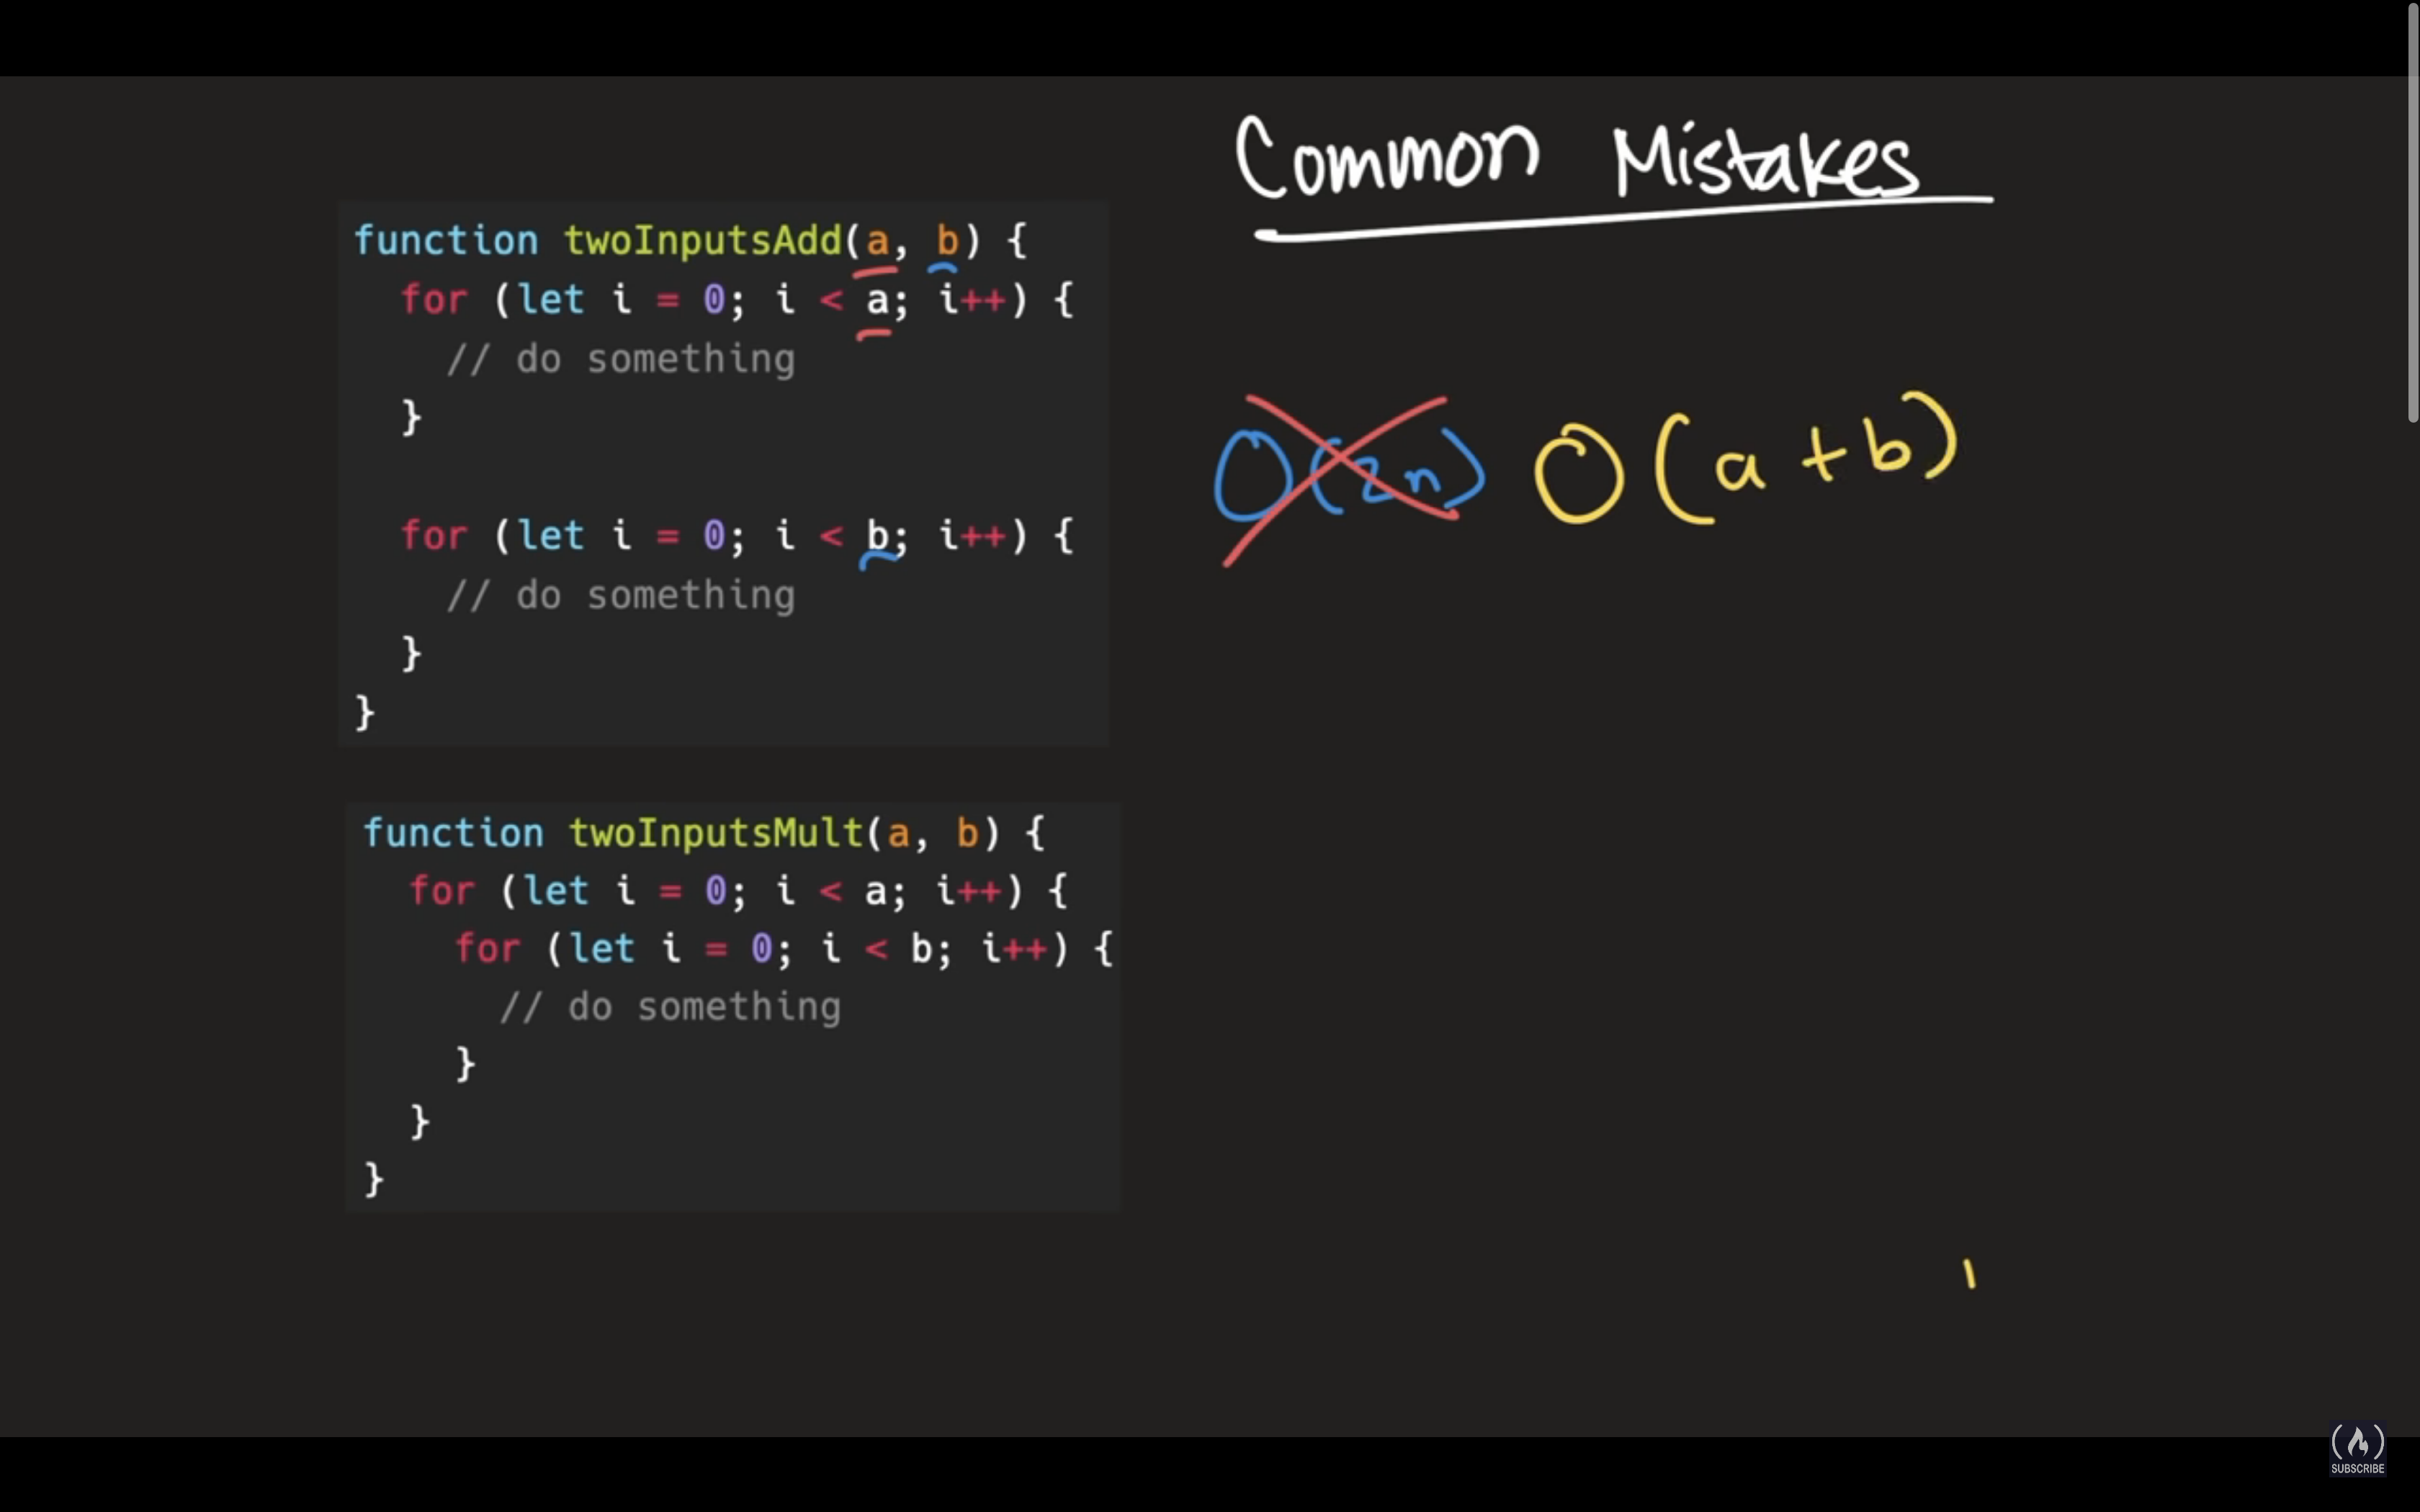 Common Mistakes
function twoInputsAdd(a, b) {
for (let i = 0; i < a; i++) {
// do something
}
for (let i = 0; i < b; i++) {
// do something
}
}
O(2n) O(a+b)
function twoInputsMult(a, b) {
for (let i = 0; i < a; i++) {
for (let i = 0; i < b; i++) {
// do something
}
}
}
SUBSCRIBE